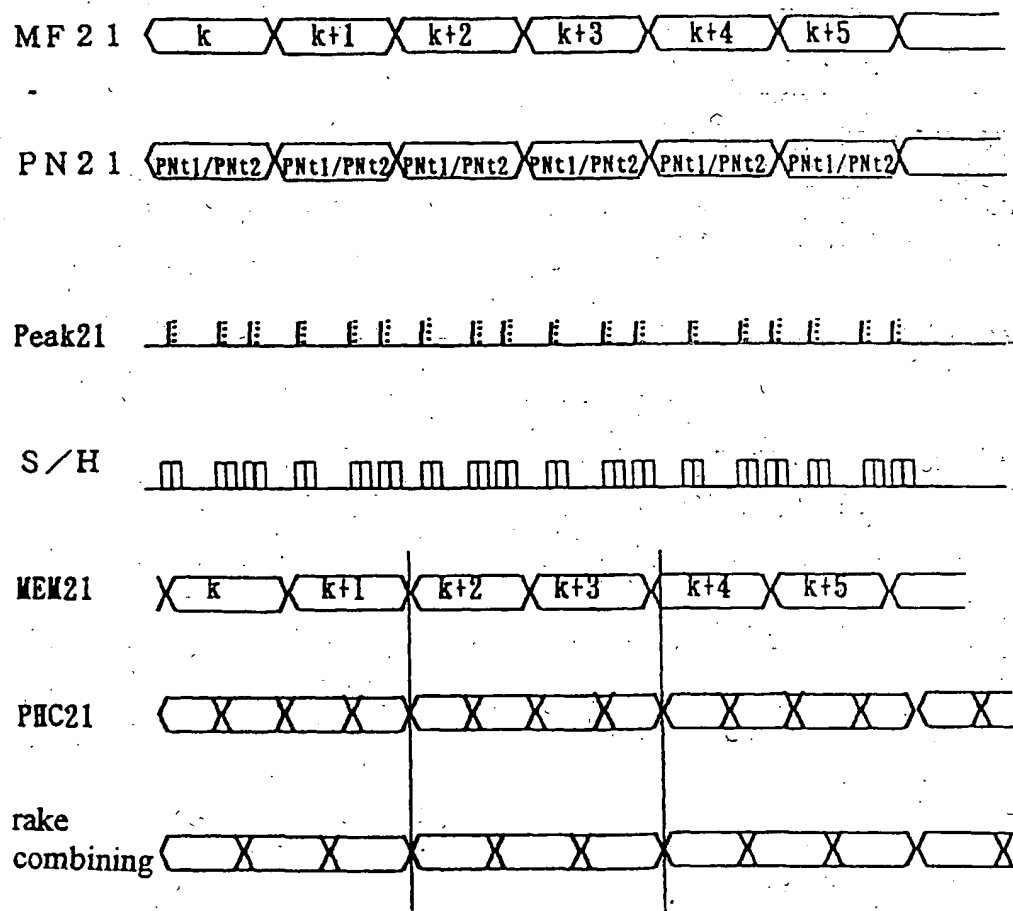 MF21 k k+1 k+2 k+3 k+4 k+5
PN21 PNt1/PNt2 PNt1/PNt2 PNt1/PNt2 PNt1/PNt2 PNt1/PNt2 PNt1/PNt2
Peak21
S/H
MEM21 k k+1 k+2 k+3 k+4 k+5
PHC21
rake
combining